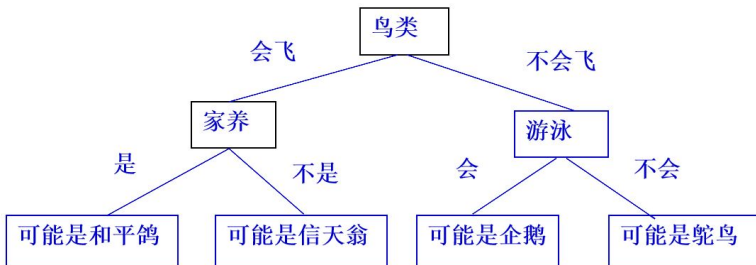 鸟类
会飞
不会飞
家养
游泳
是
不是
会
不会
可能是和平鸽
可能是信天翁
可能是企鹅
可能是鸵鸟